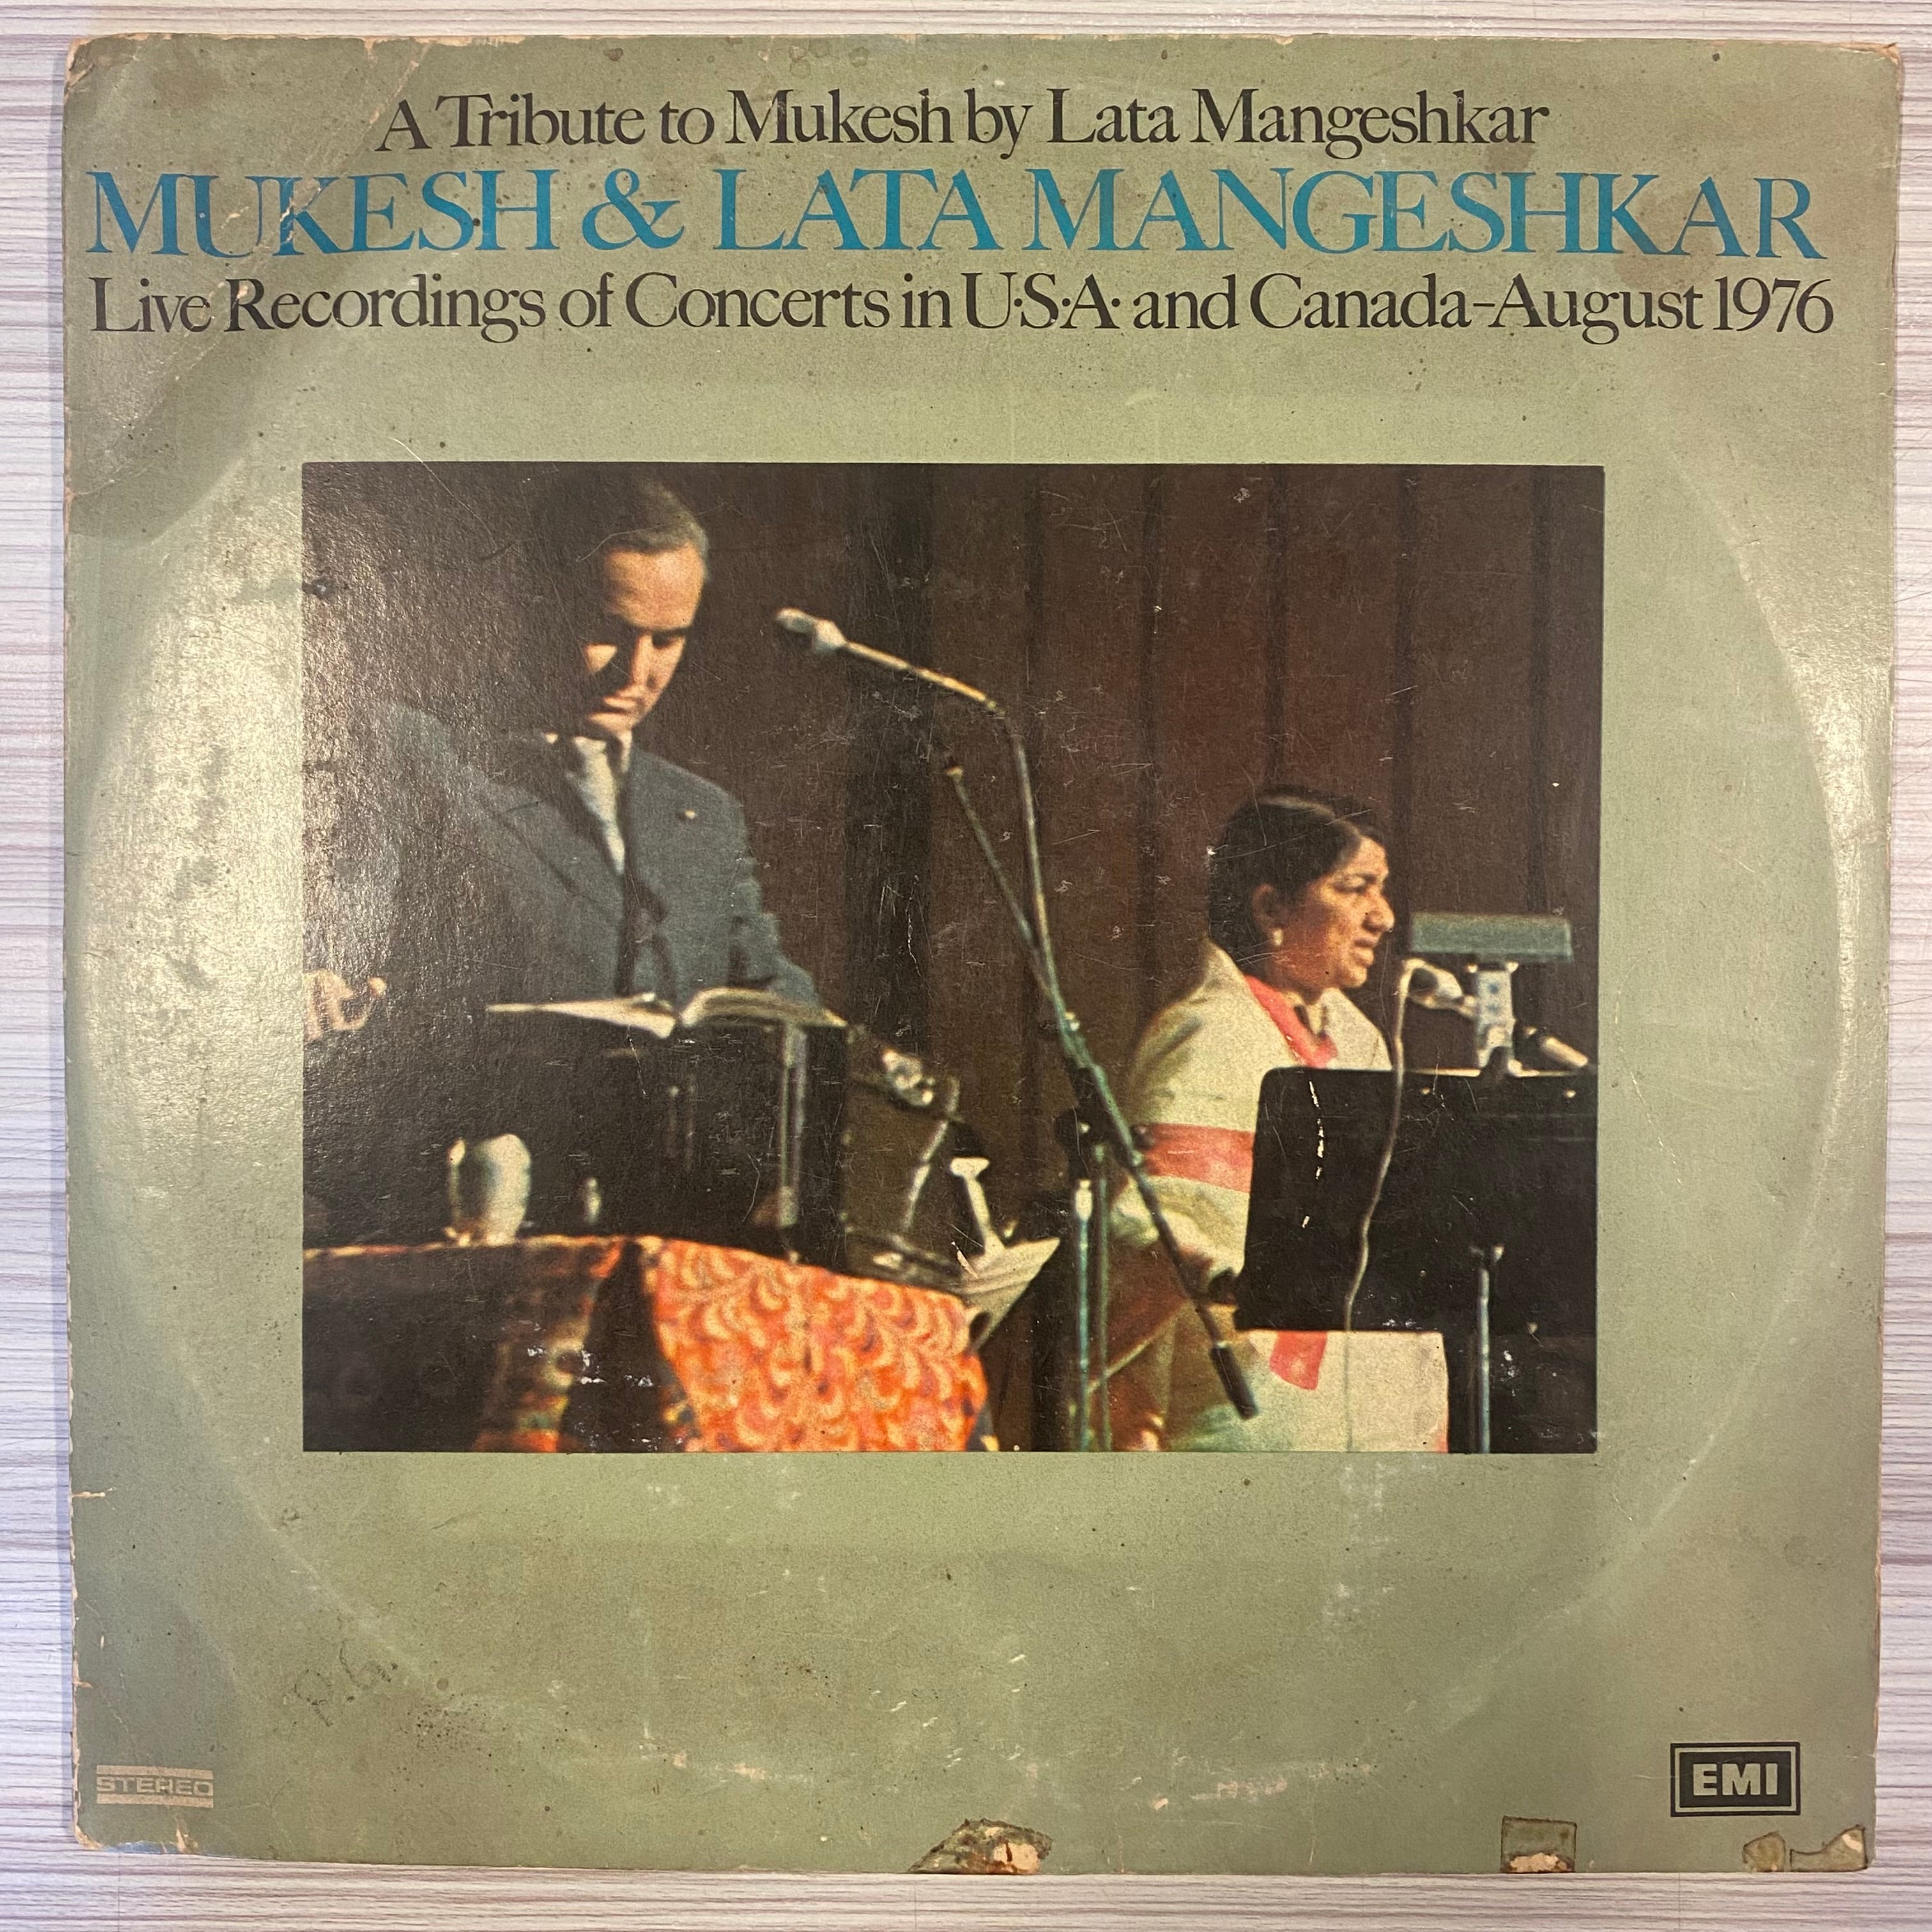 A Tribute to Mukesh by Lata Mangeshkar
MUKESH & LATA MANGESHKAR
Live Recordings of Concerts in U·S·A· and Canada-August 1976
STEREO
EMI